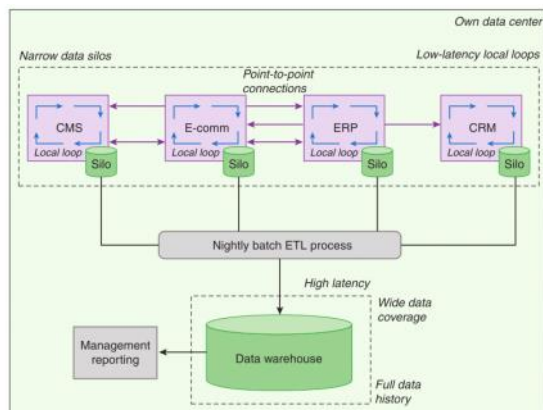 Own data center
Narrow data silos
Low-latency local loops
Point-to-point
connections
CMS
E-comm
ERP
CRM
Local loop
Local loop
Local loop
Local loop
Silo
Silo
Silo
Silo
Nightly batch ETL process
High latency
Wide data
coverage
Management
reporting
Data warehouse
Full data
history